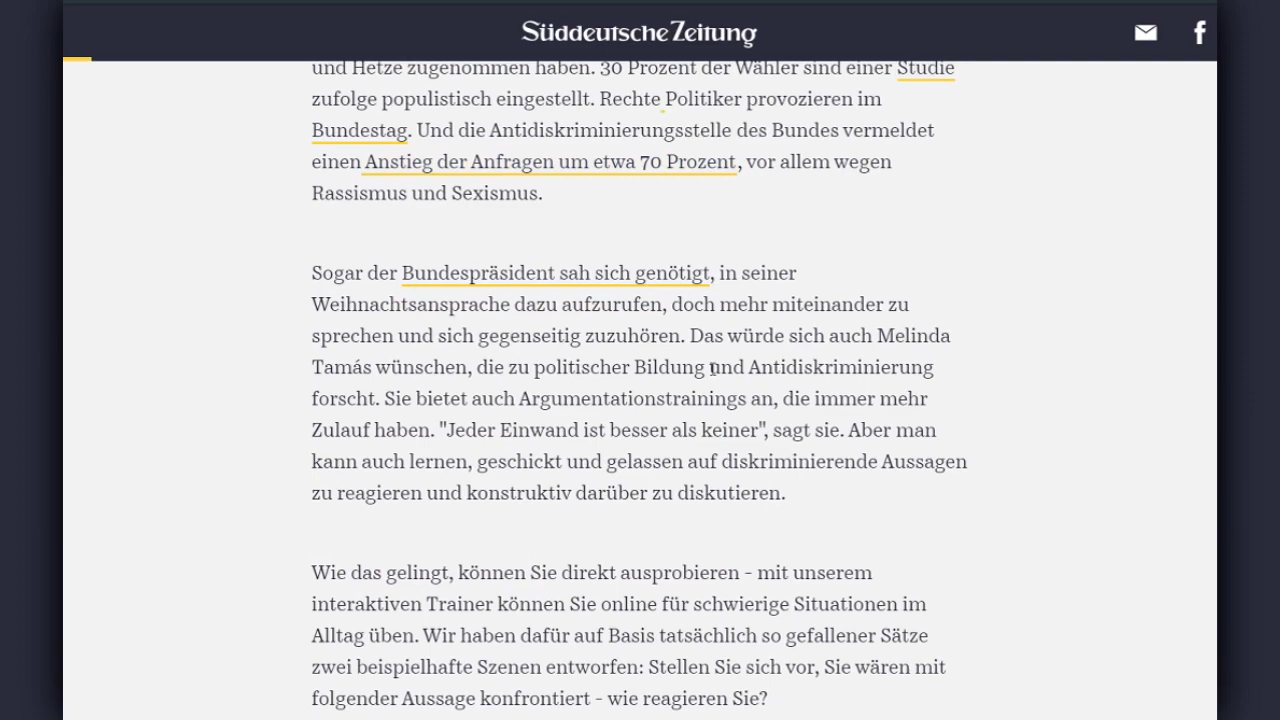 Süddeutsche Zeitung
und Hetze zugenommen haben. 30 Prozent der Wähler sind einer Studie
zufolge populistisch eingestellt. Rechte Politiker provozieren im
Bundestag. Und die Antidiskriminierungsstelle des Bundes vermeldet
einen Anstieg der Anfragen um etwa 70 Prozent, vor allem wegen
Rassismus und Sexismus.
Sogar der Bundespräsident sah sich genötigt, in seiner
Weihnachtsansprache dazu aufzurufen, doch mehr miteinander zu
sprechen und sich gegenseitig zuzuhören. Das würde sich auch Melinda
Tamás wünschen, die zu politischer Bildung und Antidiskriminierung
forscht. Sie bietet auch Argumentationstrainings an, die immer mehr
Zulauf haben. "Jeder Einwand ist besser als keiner", sagt sie. Aber man
kann auch lernen, geschickt und gelassen auf diskriminierende Aussagen
zu reagieren und konstruktiv darüber zu diskutieren.
Wie das gelingt, können Sie direkt ausprobieren - mit unserem
interaktiven Trainer können Sie online für schwierige Situationen im
Alltag üben. Wir haben dafür auf Basis tatsächlich so gefallener Sätze
zwei beispielhafte Szenen entworfen: Stellen Sie sich vor, Sie wären mit
folgender Aussage konfrontiert - wie reagieren Sie?